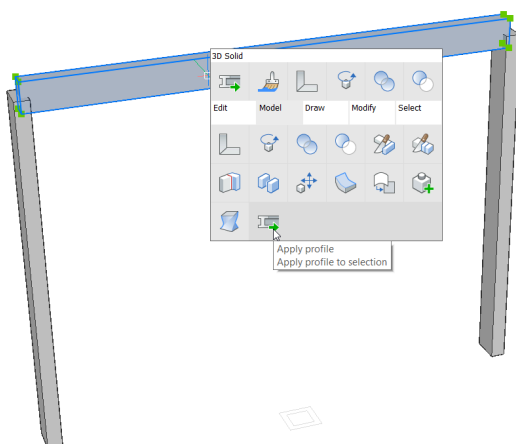 3D Solid
Edit Model Draw Modify Select
Apply profile
Apply profile to selection